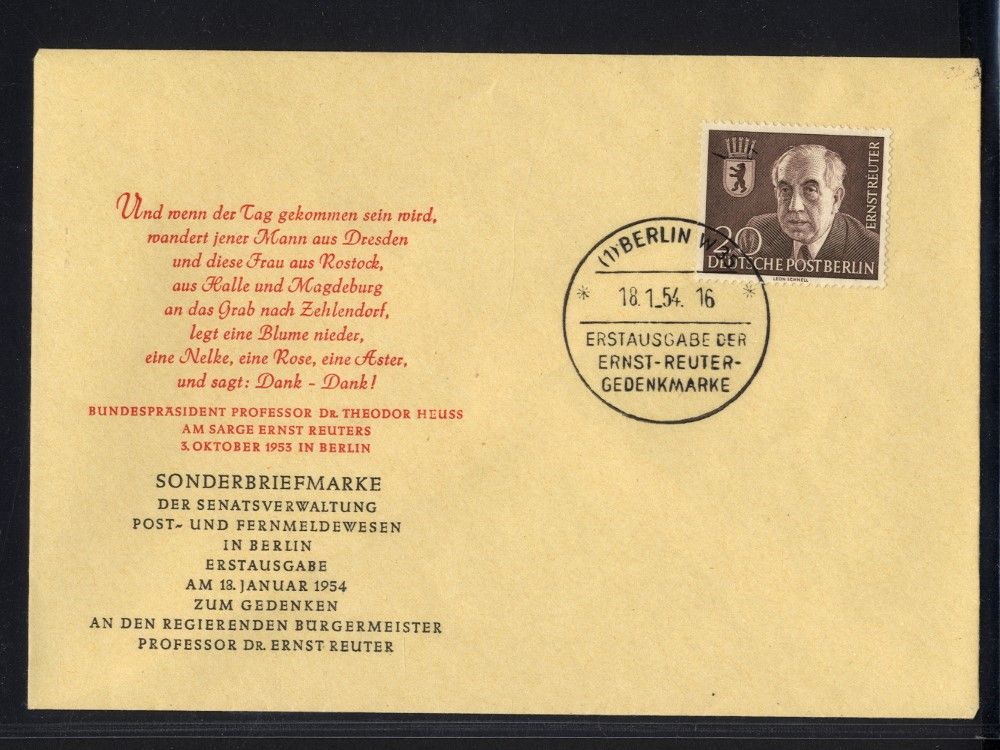 Und wenn der Tag gekommen sein wird,
wandert jener Mann aus Dresden
und diese Frau aus Rostock,
aus Halle und Magdeburg
an das Grab nach Zehlendorf,
legt eine Blume nieder,
eine Nelke, eine Rose, eine Aster,
und sagt: Dank - Dank!
BUNDESPRÄSIDENT PROFESSOR DR. THEODOR HEUSS
AM SARGE ERNST REUTERS
3. OKTOBER 1953 IN BERLIN
SONDERBRIEFMARKE
DER SENATSVERWALTUNG
POST- UND FERNMELDEWESEN
IN BERLIN
ERSTAUSGABE
AM 18. JANUAR 1954
ZUM GEDENKEN
AN DEN REGIERENDEN BÜRGERMEISTER
PROFESSOR DR. ERNST REUTER
ERNST REUTER
20
DEUTSCHE POST BERLIN
LEON SCHNELL
(1) BERLIN W
18.1.54. 16
ERSTAUSGABE DER
ERNST-REUTER-
GEDENKMARKE